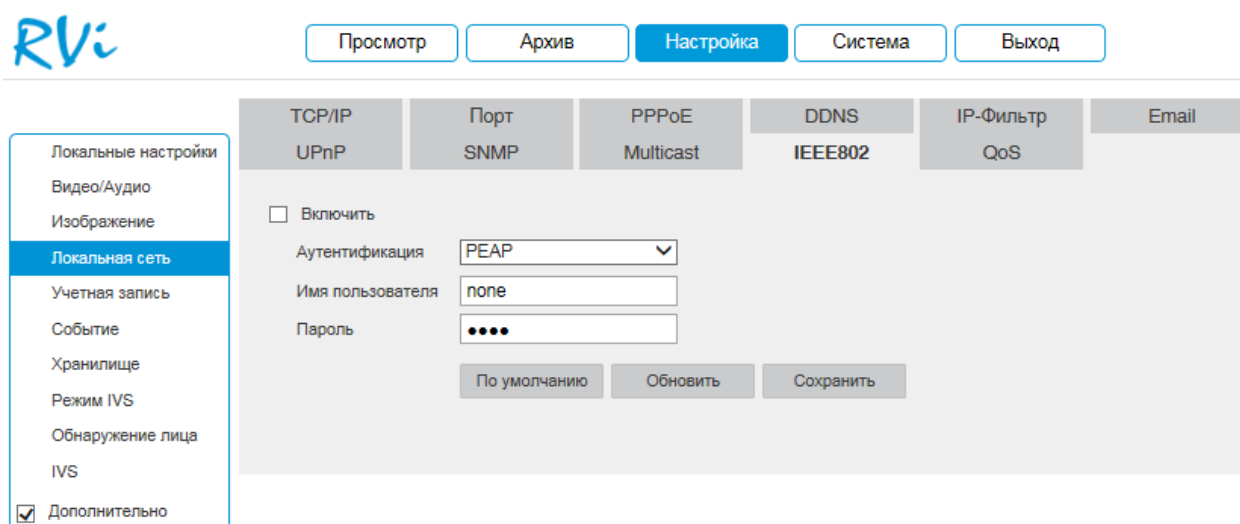 RVi
Просмотр Архив Настройка Система Выход
TCP/IP Порт PPPoE DDNS IP-Фильтр Email
UPnP SNMP Multicast IEEE802 QoS
Локальные настройки
Видео/Аудио
Изображение
Локальная сеть
Учетная запись
Событие
Хранилище
Режим IVS
Обнаружение лица
IVS
Дополнительно
Включить
Аутентификация PEAP
Имя пользователя none
Пароль ●●●●
По умолчанию Обновить Сохранить